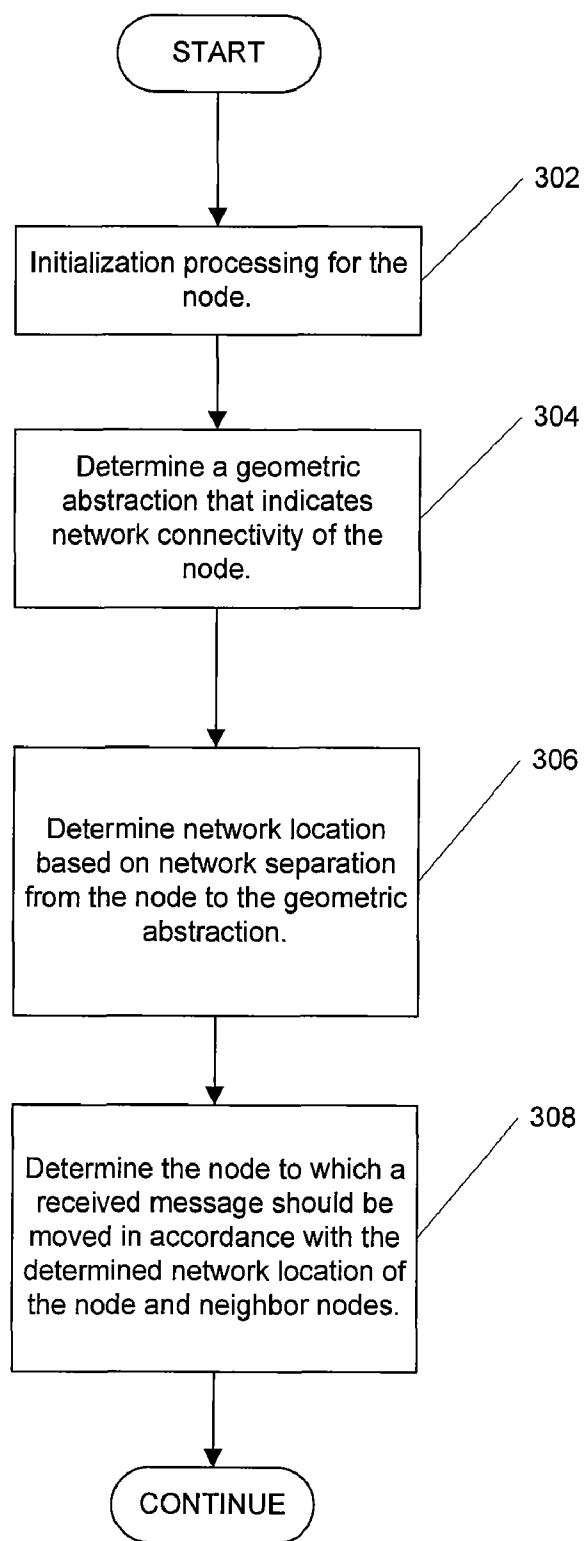 START
302
Initialization processing for the
node.
304
Determine a geometric
abstraction that indicates
network connectivity of the
node.
306
Determine network location
based on network separation
from the node to the geometric
abstraction.
308
Determine the node to which a
received message should be
moved in accordance with the
determined network location of
the node and neighbor nodes.
CONTINUE